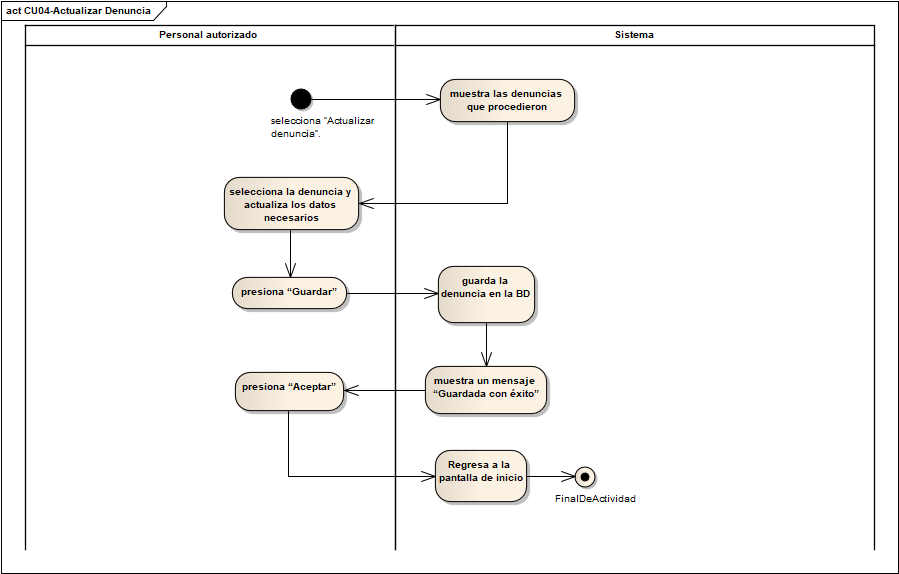 act CU04-Actualizar Denuncia
Personal autorizado
Sistema
selecciona “Actualizar
denuncia”.
muestra las denuncias
que procedieron
selecciona la denuncia y
actualiza los datos
necesarios
presiona “Guardar”
guarda la
denuncia en la BD
muestra un mensaje
“Guardada con éxito”
presiona “Aceptar”
Regresa a la
pantalla de inicio
FinalDeActividad